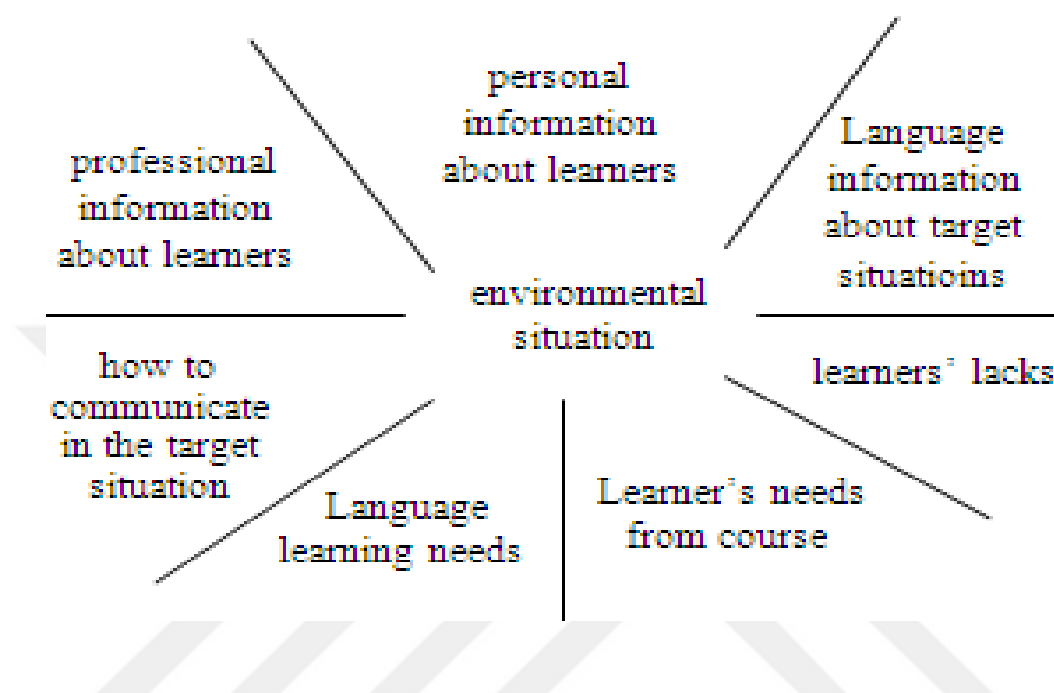 personal
information
about learners
professional
information
about learners
Language
information
about target
situatioins
environmental
situation
how to
communicate
in the target
situation
learners’ lacks
Language
learning needs
Learner’s needs
from course